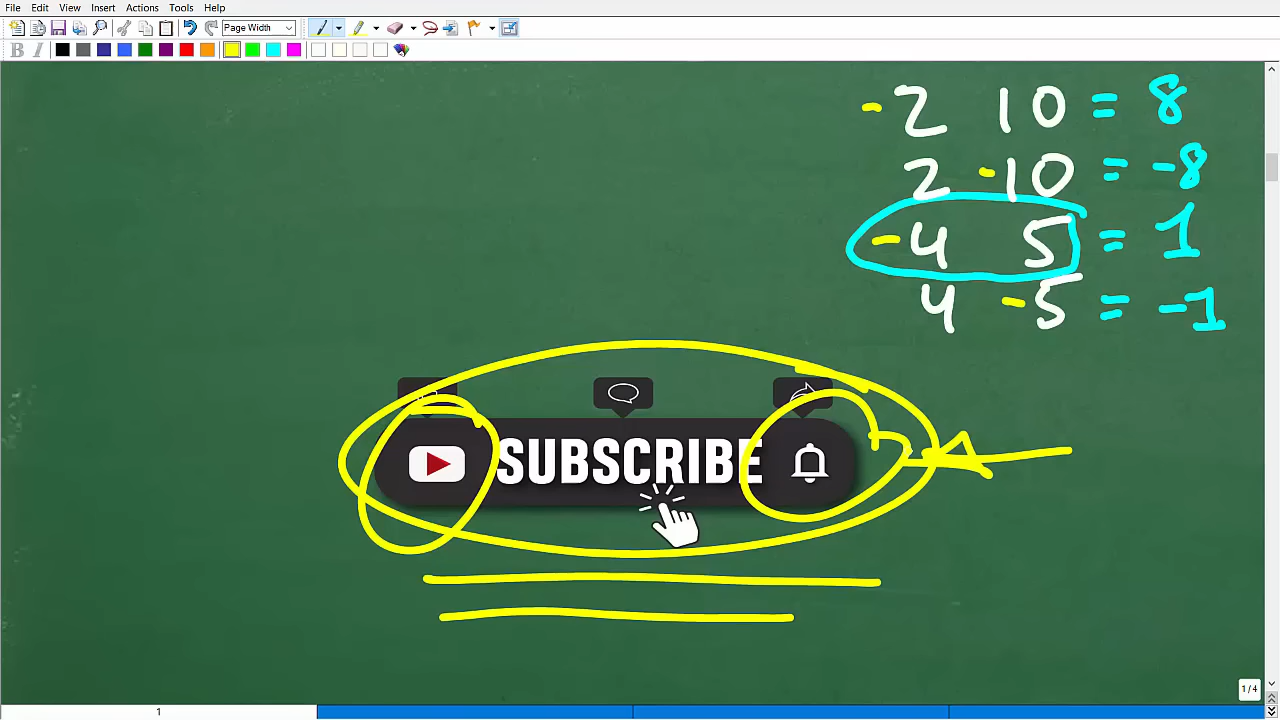 File Edit View Insert Actions Tools Help
Page Width
B I
-2 10 = 8
2 -10 = -8
-4 5 = 1
4 -5 = -1
SUBSCRIBE
1/4
1